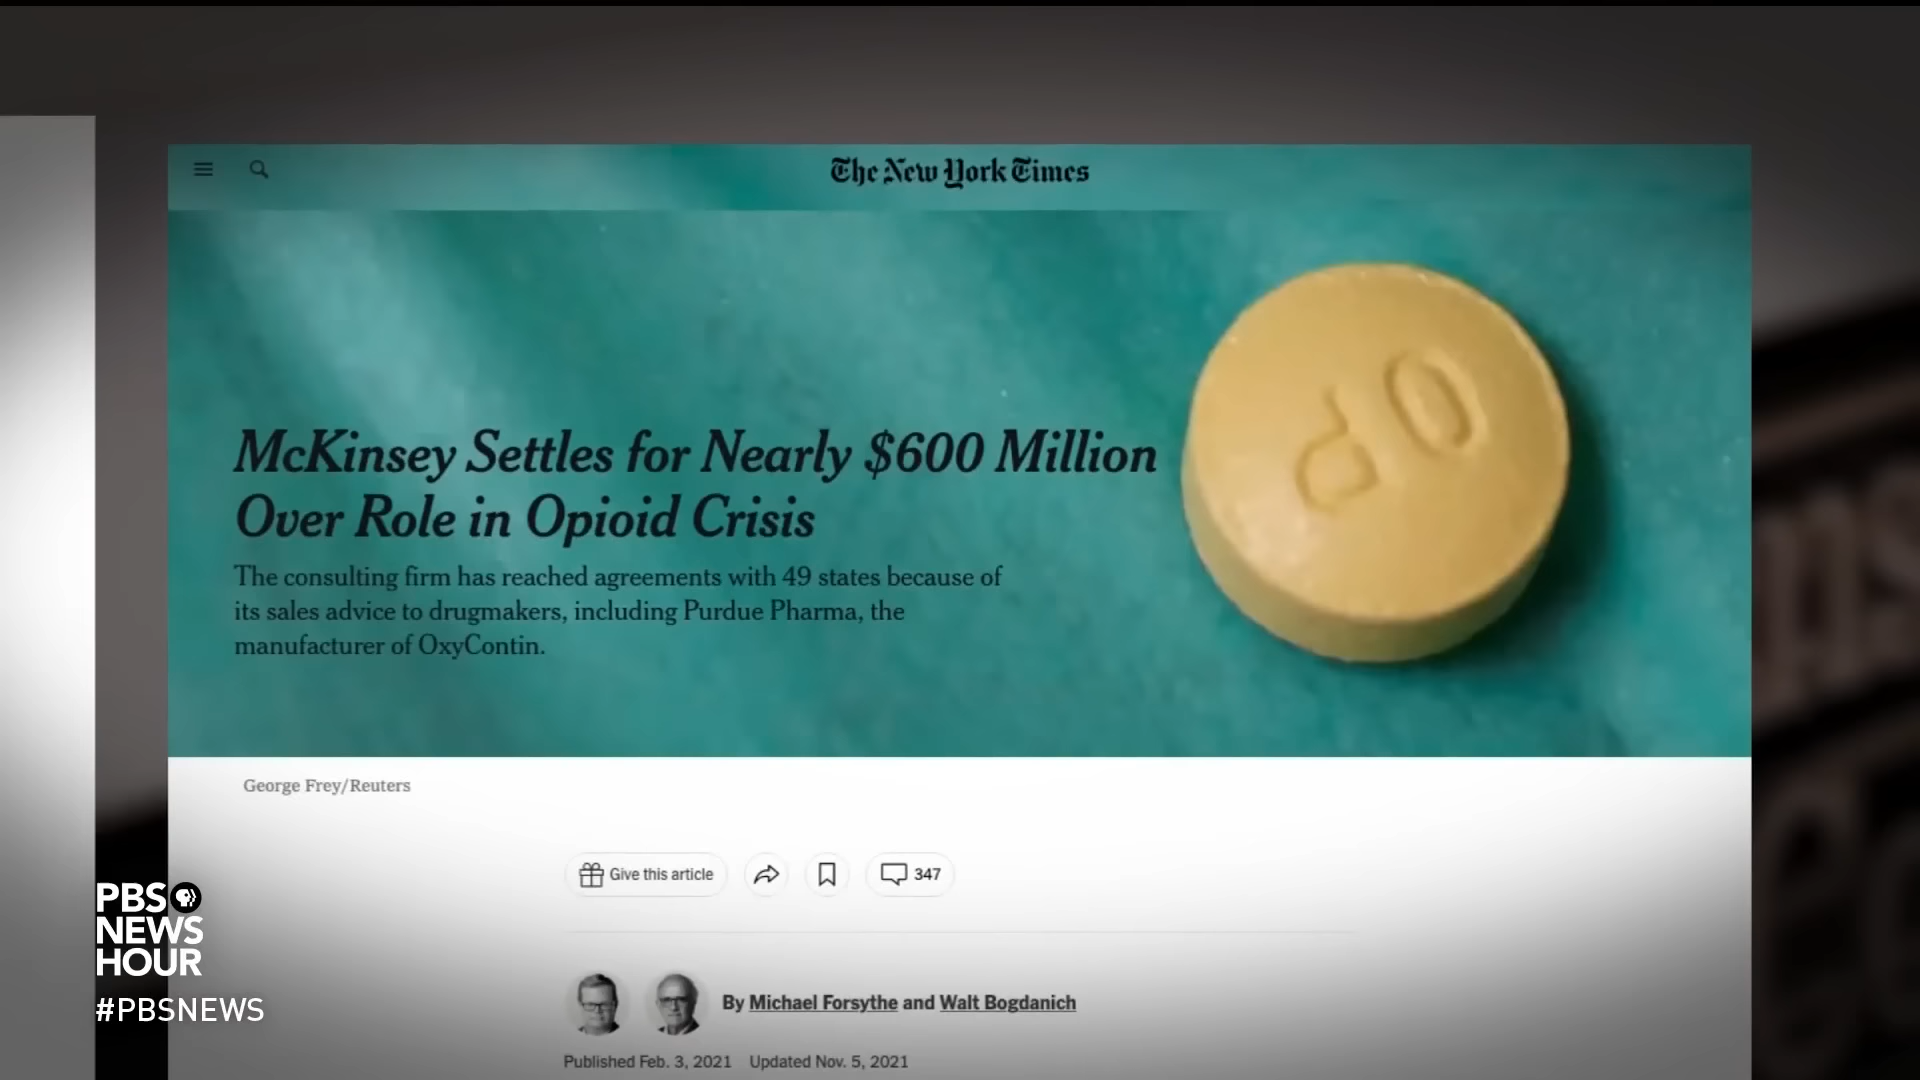 The New York Times
OP
McKinsey Settles for Nearly $600 Million
Over Role in Opioid Crisis
The consulting firm has reached agreements with 49 states because of
its sales advice to drugmakers, including Purdue Pharma, the
manufacturer of OxyContin.
George Frey/Reuters
Give this article
347
By Michael Forsythe and Walt Bogdanich
Published Feb. 3, 2021 Updated Nov. 5, 2021
PBS
NEWS
HOUR
#PBSNEWS